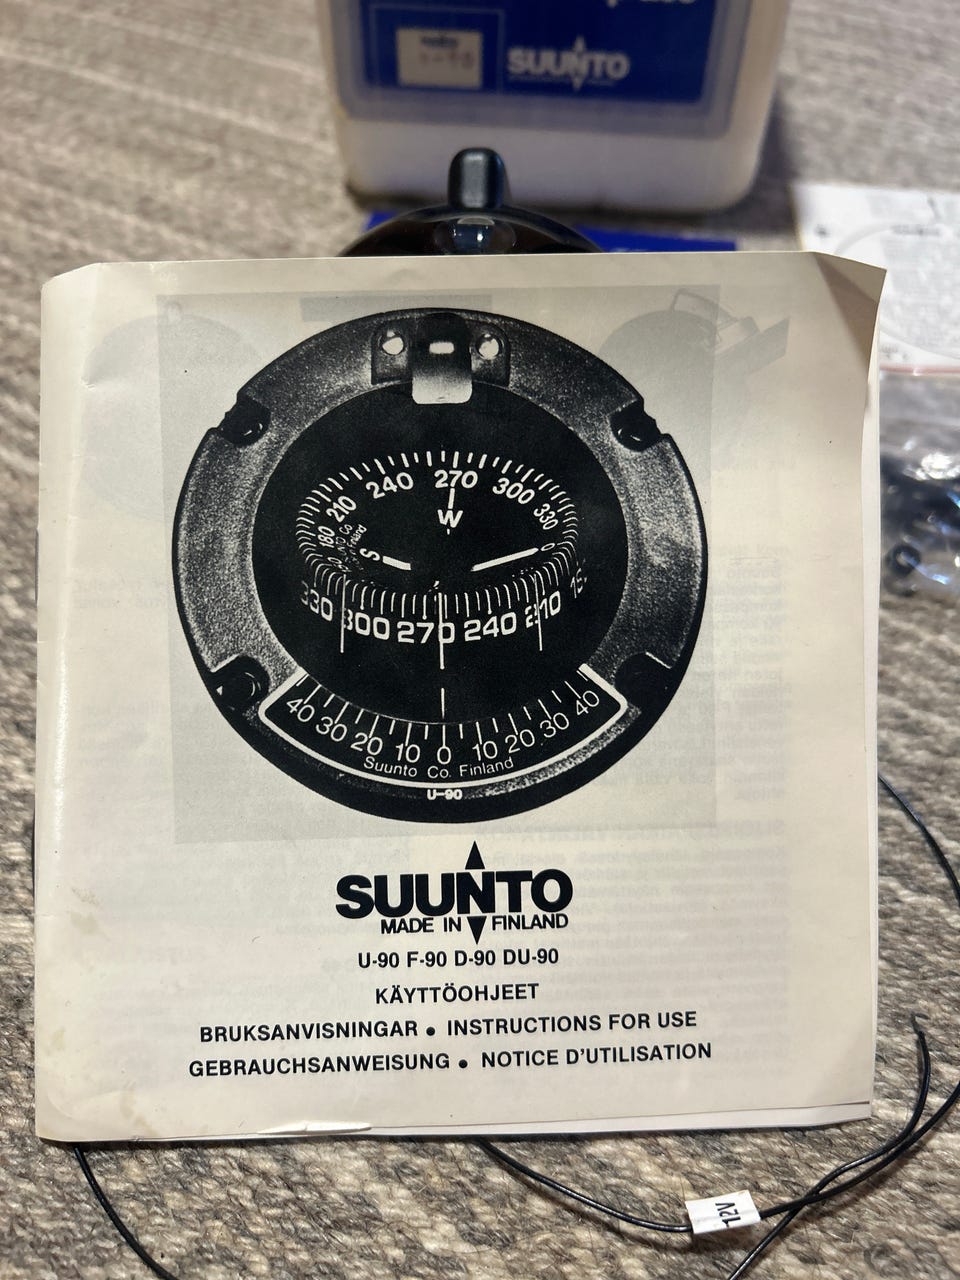 SUUNTO
240 270 300
210 330
180 W 0
S
330 300 270 240 210
40 30 20 10 0 10 20 30 40
Suunto Co. Finland
U-90
SUUNTO
MADE IN FINLAND
U-90 F-90 D-90 DU-90
KÄYTTÖOHJEET
BRUKSANVISNINGAR • INSTRUCTIONS FOR USE
GEBRAUCHSANWEISUNG • NOTICE D'UTILISATION
12V